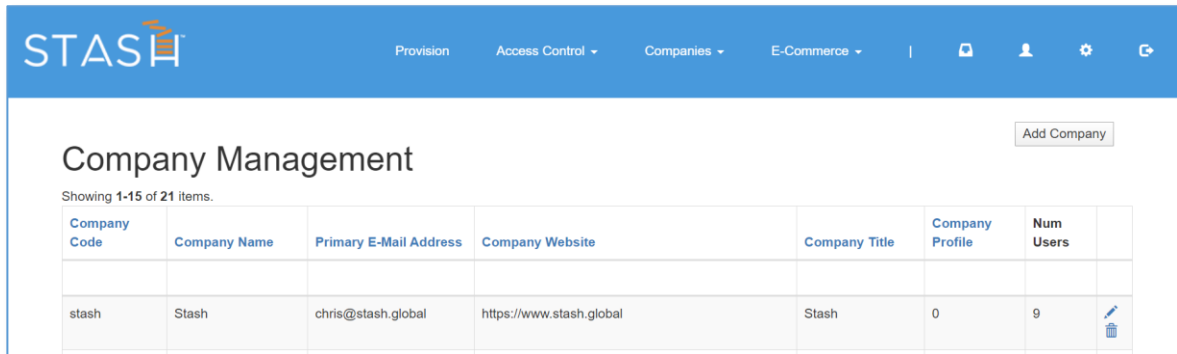 STASH
Provision
Access Control
Companies
E-Commerce
|
Add Company
Company Management
Showing 1-15 of 21 items.
Company Code
Company Name
Primary E-Mail Address
Company Website
Company Title
Company Profile
Num Users
stash
Stash
chris@stash.global
https://www.stash.global
Stash
0
9